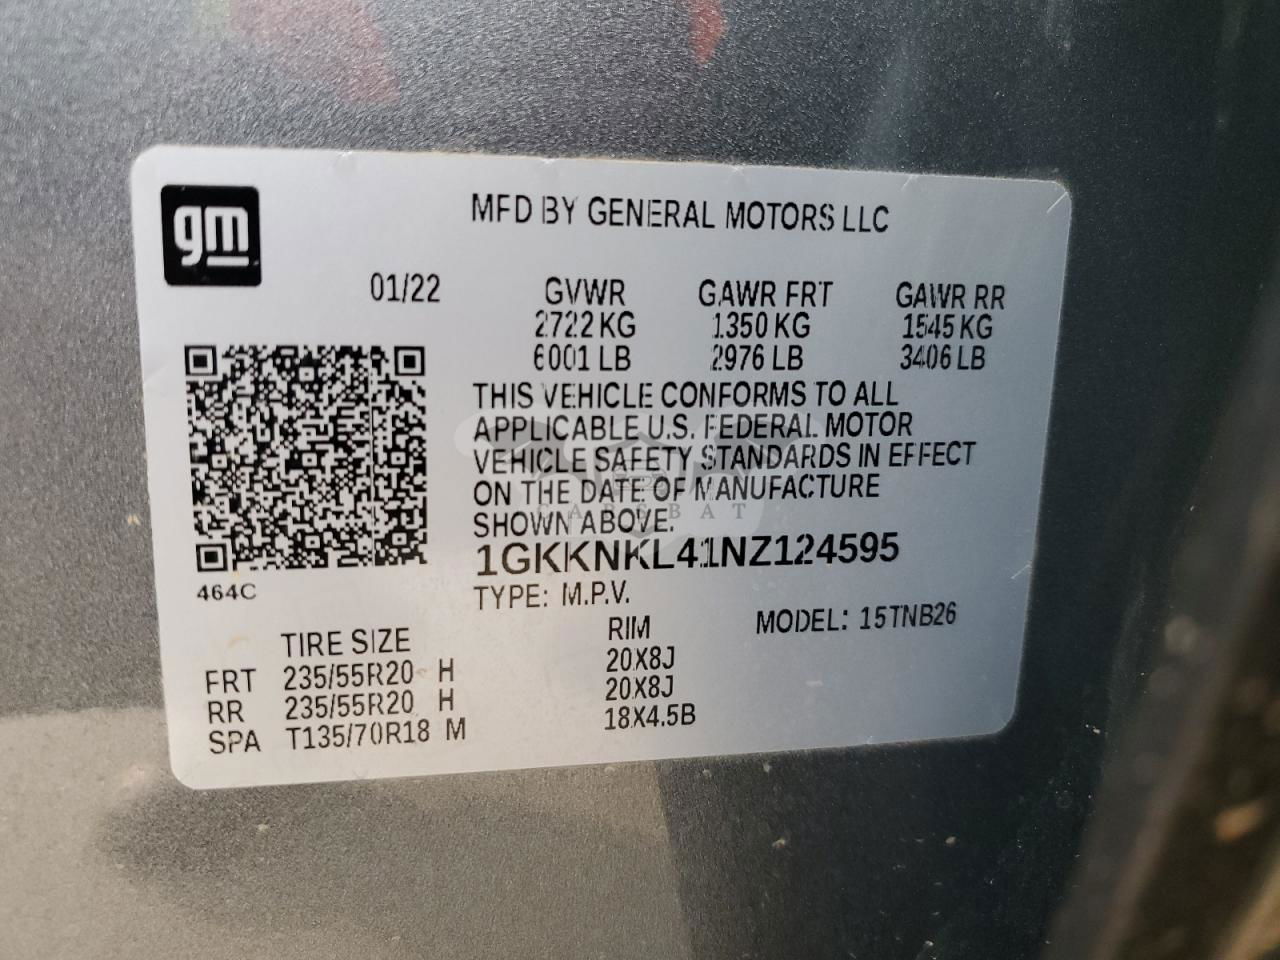 gm
MFD BY GENERAL MOTORS LLC
01/22 GVWR GAWR FRT GAWR RR
2722 KG 1350 KG 1545 KG
6001 LB 2976 LB 3406 LB
THIS VEHICLE CONFORMS TO ALL
APPLICABLE U.S. FEDERAL MOTOR
VEHICLE SAFETY STANDARDS IN EFFECT
ON THE DATE OF MANUFACTURE
SHOWN ABOVE.
CARSBAT
1GKKNKL41NZ124595
464C
TYPE: M.P.V. MODEL: 15TNB26
TIRE SIZE RIM
FRT 235/55R20 H 20X8J
RR 235/55R20 H 20X8J
SPA T135/70R18 M 18X4.5B